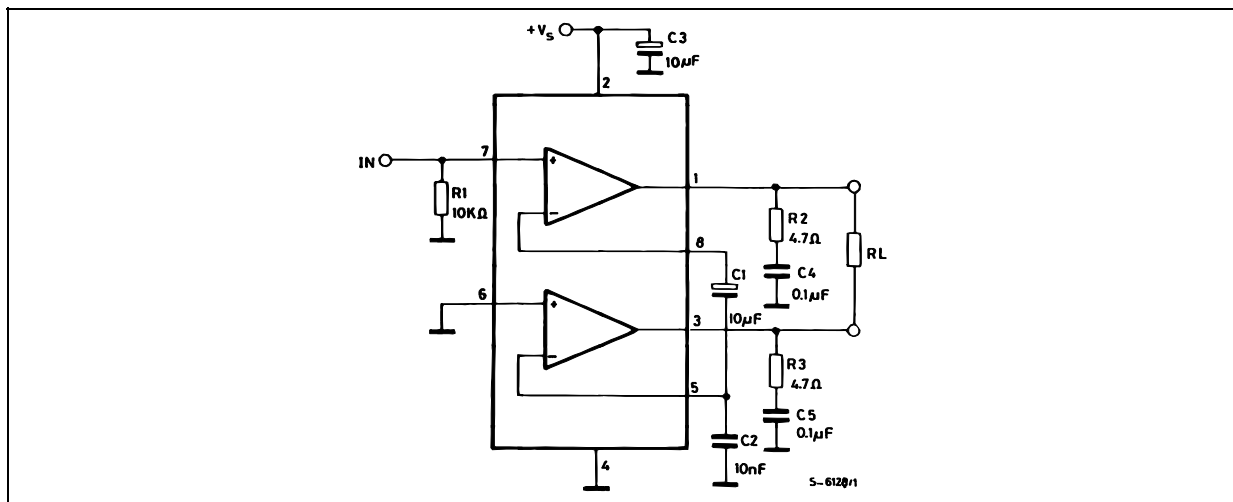 +Vs
C3
10µF
2
IN
7
+
−
R1
10KΩ
1
8
R2
4.7Ω
C4
0.1µF
RL
C1
10µF
6
+
−
3
5
R3
4.7Ω
C5
0.1µF
C2
10nF
4
S-6128/1